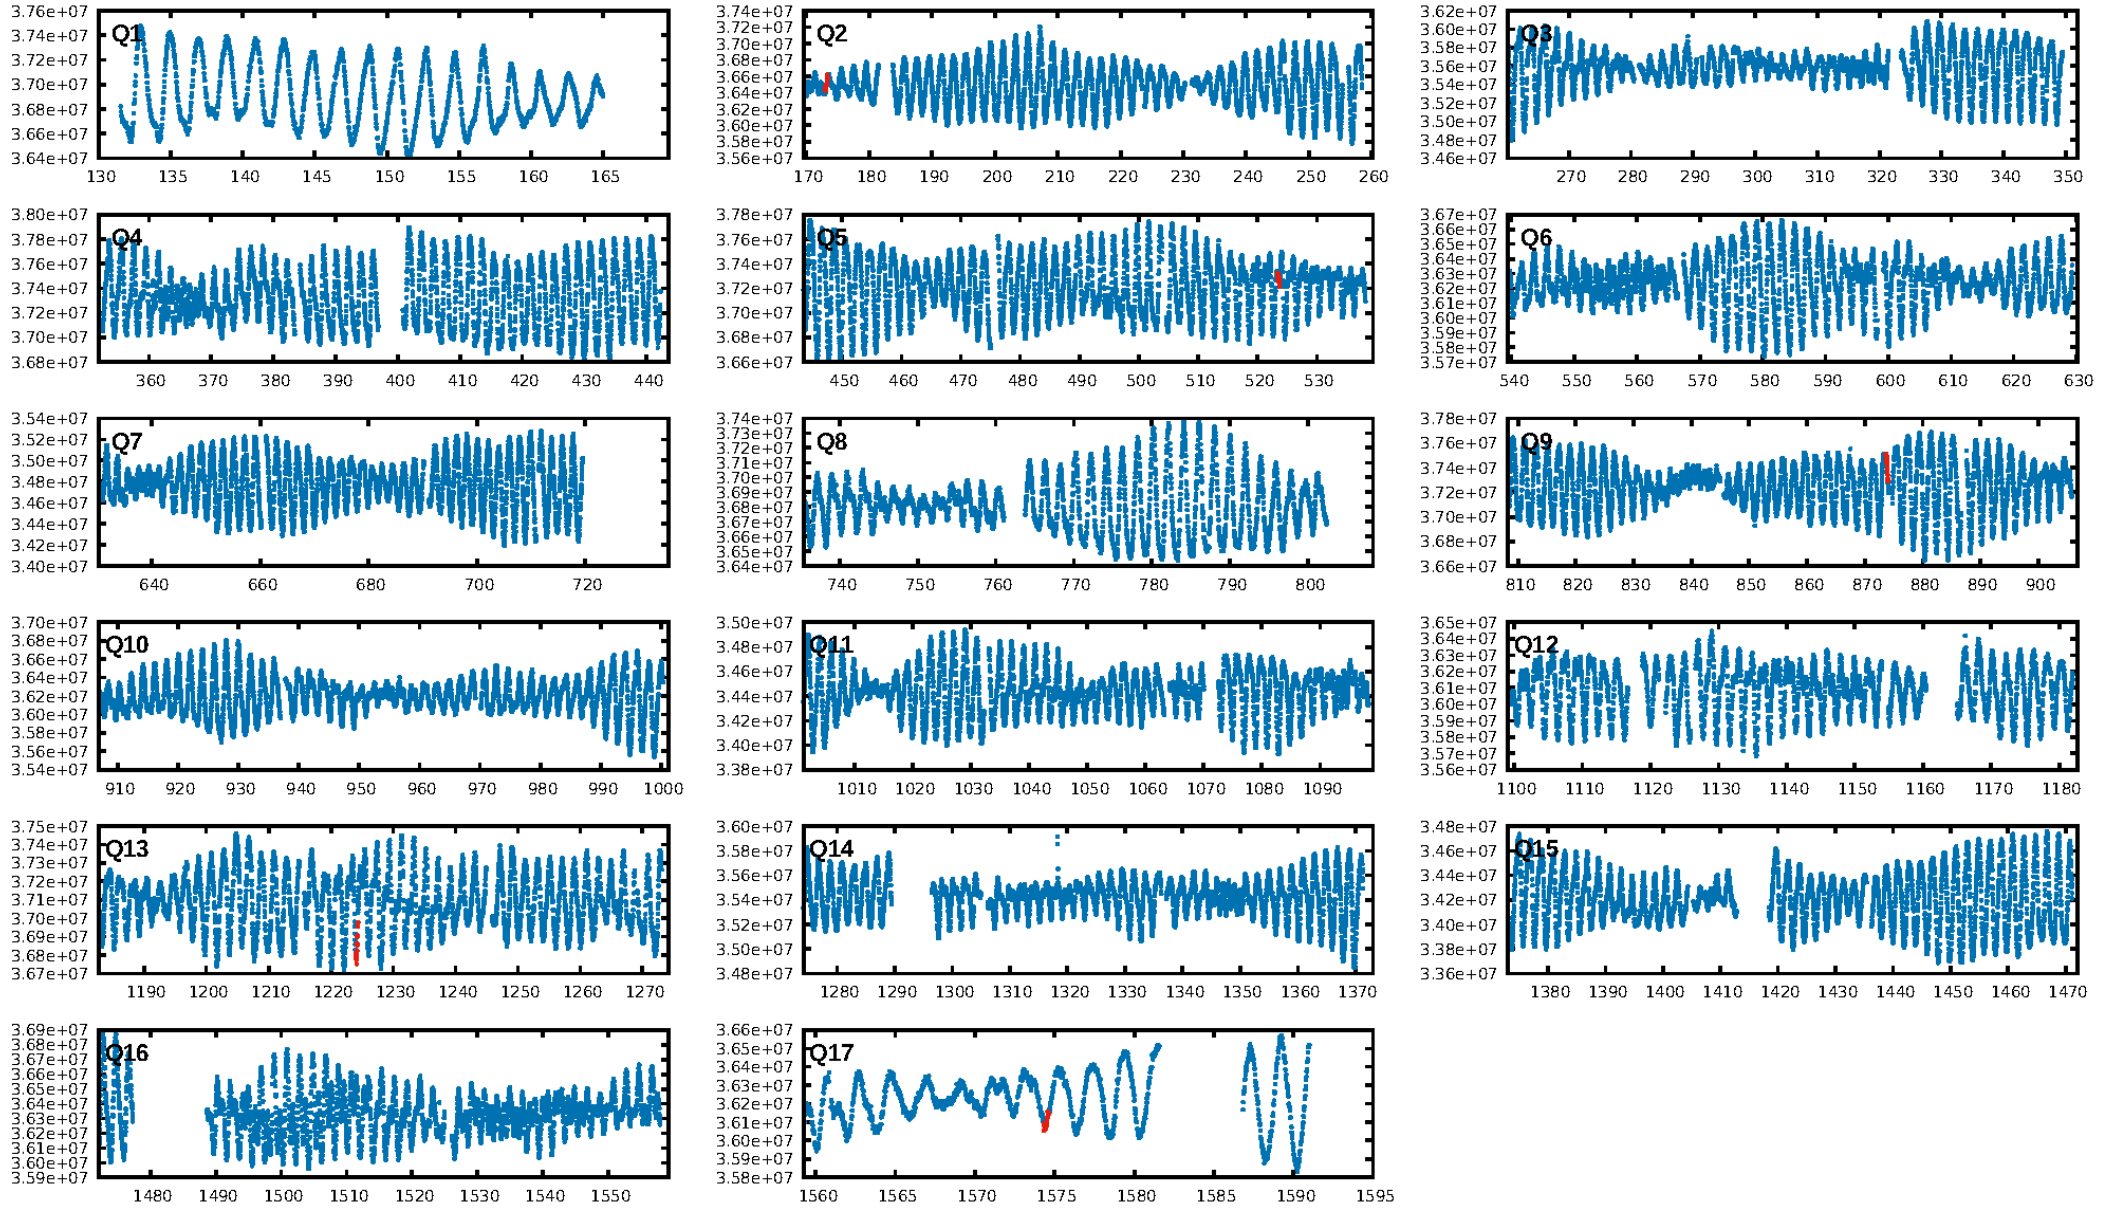 Q1
3.76e+07
3.74e+07
3.72e+07
3.70e+07
3.68e+07
3.66e+07
3.64e+07
130 135 140 145 150 155 160 165
Q2
3.74e+07
3.72e+07
3.70e+07
3.68e+07
3.66e+07
3.64e+07
3.62e+07
3.60e+07
3.58e+07
3.56e+07
170 180 190 200 210 220 230 240 250 260
Q3
3.62e+07
3.60e+07
3.58e+07
3.56e+07
3.54e+07
3.52e+07
3.50e+07
3.48e+07
3.46e+07
270 280 290 300 310 320 330 340 350
Q4
3.80e+07
3.78e+07
3.76e+07
3.74e+07
3.72e+07
3.70e+07
3.68e+07
360 370 380 390 400 410 420 430 440
Q5
3.78e+07
3.76e+07
3.74e+07
3.72e+07
3.70e+07
3.68e+07
3.66e+07
450 460 470 480 490 500 510 520 530
Q6
3.67e+07
3.66e+07
3.65e+07
3.64e+07
3.63e+07
3.62e+07
3.61e+07
3.60e+07
3.59e+07
3.58e+07
3.57e+07
540 550 560 570 580 590 600 610 620 630
Q7
3.54e+07
3.52e+07
3.50e+07
3.48e+07
3.46e+07
3.44e+07
3.42e+07
3.40e+07
640 660 680 700 720
Q8
3.74e+07
3.73e+07
3.72e+07
3.71e+07
3.70e+07
3.69e+07
3.68e+07
3.67e+07
3.66e+07
3.65e+07
3.64e+07
740 750 760 770 780 790 800
Q9
3.78e+07
3.76e+07
3.74e+07
3.72e+07
3.70e+07
3.68e+07
3.66e+07
810 820 830 840 850 860 870 880 890 900
Q10
3.70e+07
3.68e+07
3.66e+07
3.64e+07
3.62e+07
3.60e+07
3.58e+07
3.56e+07
3.54e+07
910 920 930 940 950 960 970 980 990 1000
Q11
3.50e+07
3.48e+07
3.46e+07
3.44e+07
3.42e+07
3.40e+07
3.38e+07
1010 1020 1030 1040 1050 1060 1070 1080 1090
Q12
3.65e+07
3.64e+07
3.63e+07
3.62e+07
3.61e+07
3.60e+07
3.59e+07
3.58e+07
3.57e+07
3.56e+07
1100 1110 1120 1130 1140 1150 1160 1170 1180
Q13
3.75e+07
3.74e+07
3.73e+07
3.72e+07
3.71e+07
3.70e+07
3.69e+07
3.68e+07
3.67e+07
1190 1200 1210 1220 1230 1240 1250 1260 1270
Q14
3.60e+07
3.58e+07
3.56e+07
3.54e+07
3.52e+07
3.50e+07
3.48e+07
1280 1290 1300 1310 1320 1330 1340 1350 1360 1370
Q15
3.48e+07
3.46e+07
3.44e+07
3.42e+07
3.40e+07
3.38e+07
3.36e+07
1380 1390 1400 1410 1420 1430 1440 1450 1460 1470
Q16
3.69e+07
3.68e+07
3.67e+07
3.66e+07
3.65e+07
3.64e+07
3.63e+07
3.62e+07
3.61e+07
3.60e+07
3.59e+07
1480 1490 1500 1510 1520 1530 1540 1550
Q17
3.66e+07
3.65e+07
3.64e+07
3.63e+07
3.62e+07
3.61e+07
3.60e+07
3.59e+07
3.58e+07
1560 1565 1570 1575 1580 1585 1590 1595